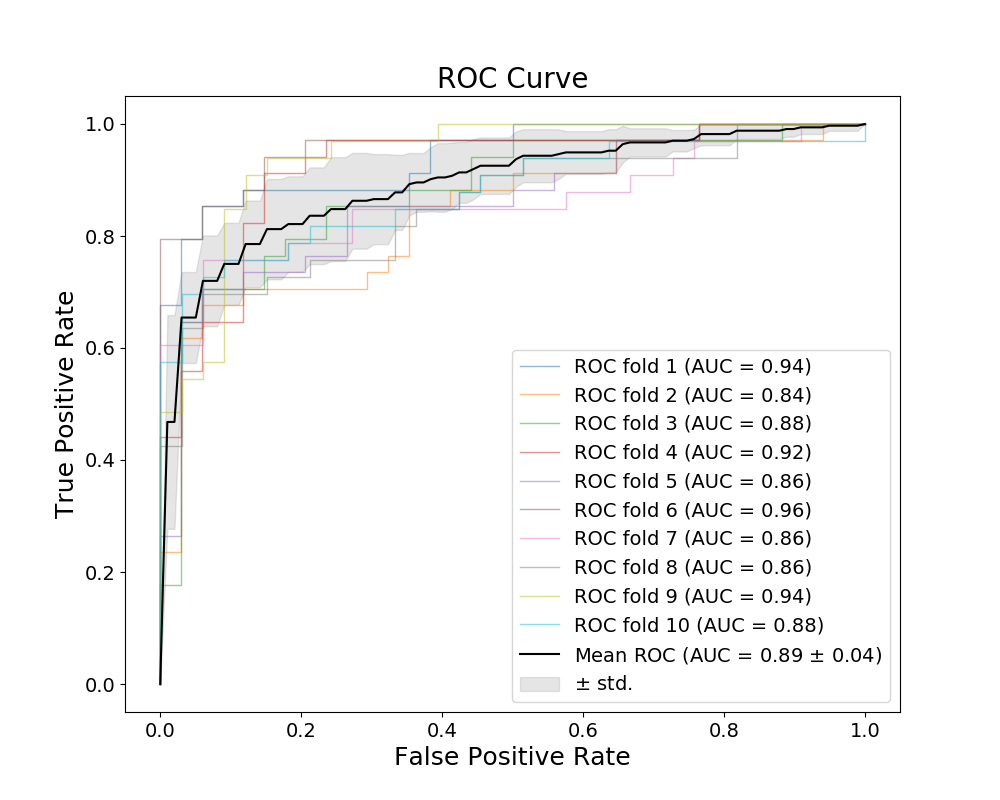 ROC Curve
1.0
0.8
0.6
0.4
0.2
0.0
True Positive Rate
ROC fold 1 (AUC = 0.94)
ROC fold 2 (AUC = 0.84)
ROC fold 3 (AUC = 0.88)
ROC fold 4 (AUC = 0.92)
ROC fold 5 (AUC = 0.86)
ROC fold 6 (AUC = 0.96)
ROC fold 7 (AUC = 0.86)
ROC fold 8 (AUC = 0.86)
ROC fold 9 (AUC = 0.94)
ROC fold 10 (AUC = 0.88)
Mean ROC (AUC = 0.89 ± 0.04)
± std.
0.0 0.2 0.4 0.6 0.8 1.0
False Positive Rate